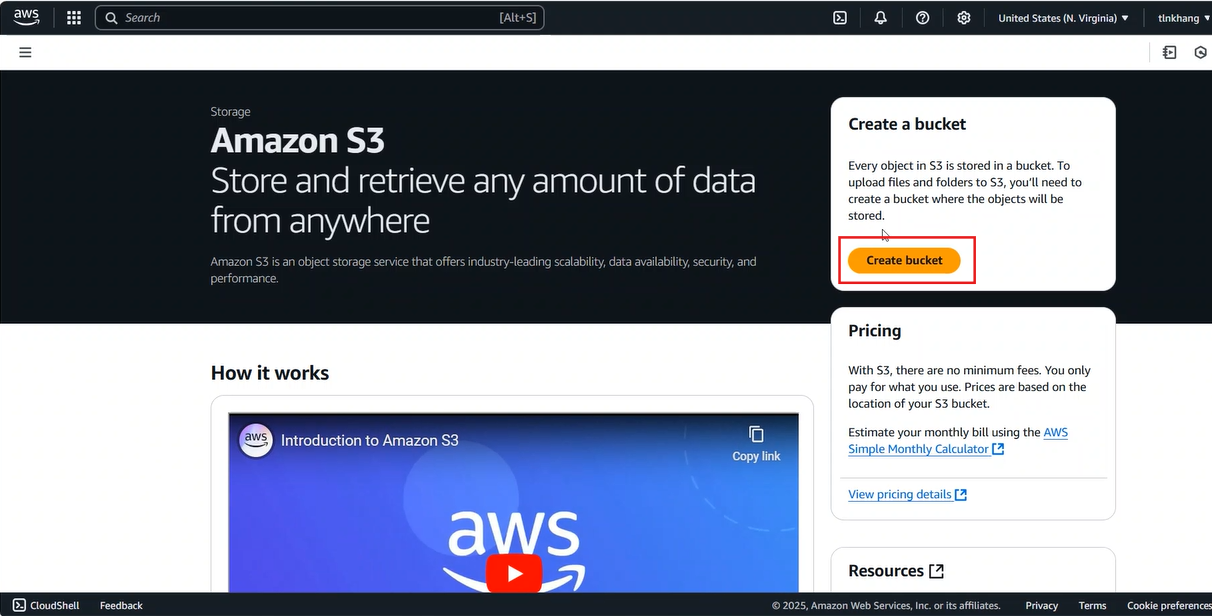 aws
Search
[Alt+S]
United States (N. Virginia)
tlnkhang
Storage
Amazon S3
Store and retrieve any amount of data
from anywhere
Amazon S3 is an object storage service that offers industry-leading scalability, data availability, security, and
performance.
Create a bucket
Every object in S3 is stored in a bucket. To
upload files and folders to S3, you'll need to
create a bucket where the objects will be
stored.
Create bucket
Pricing
With S3, there are no minimum fees. You only
pay for what you use. Prices are based on the
location of your S3 bucket.
Estimate your monthly bill using the AWS
Simple Monthly Calculator
View pricing details
Resources
How it works
aws
Introduction to Amazon S3
Copy link
aws
CloudShell
Feedback
© 2025, Amazon Web Services, Inc. or its affiliates.
Privacy
Terms
Cookie preferences